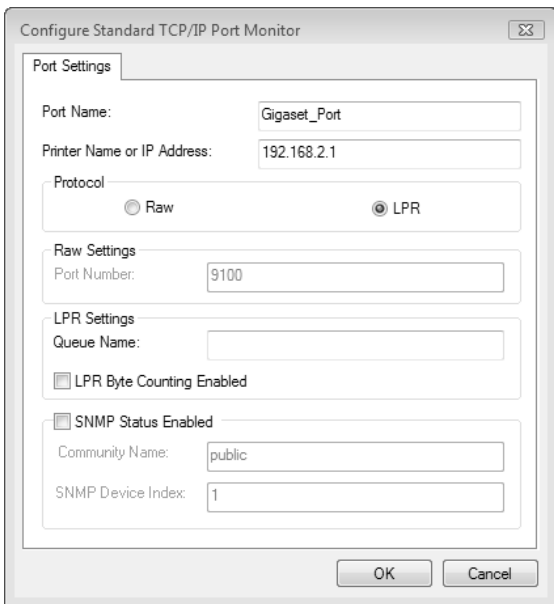 Configure Standard TCP/IP Port Monitor
Port Settings
Port Name: Gigaset_Port
Printer Name or IP Address: 192.168.2.1
Protocol
Raw LPR
Raw Settings
Port Number: 9100
LPR Settings
Queue Name:
LPR Byte Counting Enabled
SNMP Status Enabled
Community Name: public
SNMP Device Index: 1
OK Cancel